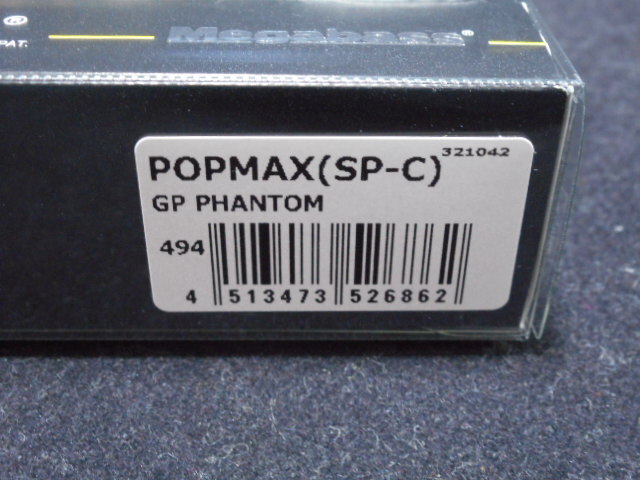 ®
PAT.
Megabass®
321042
POPMAX(SP-C)
GP PHANTOM
494
4 513473 526862